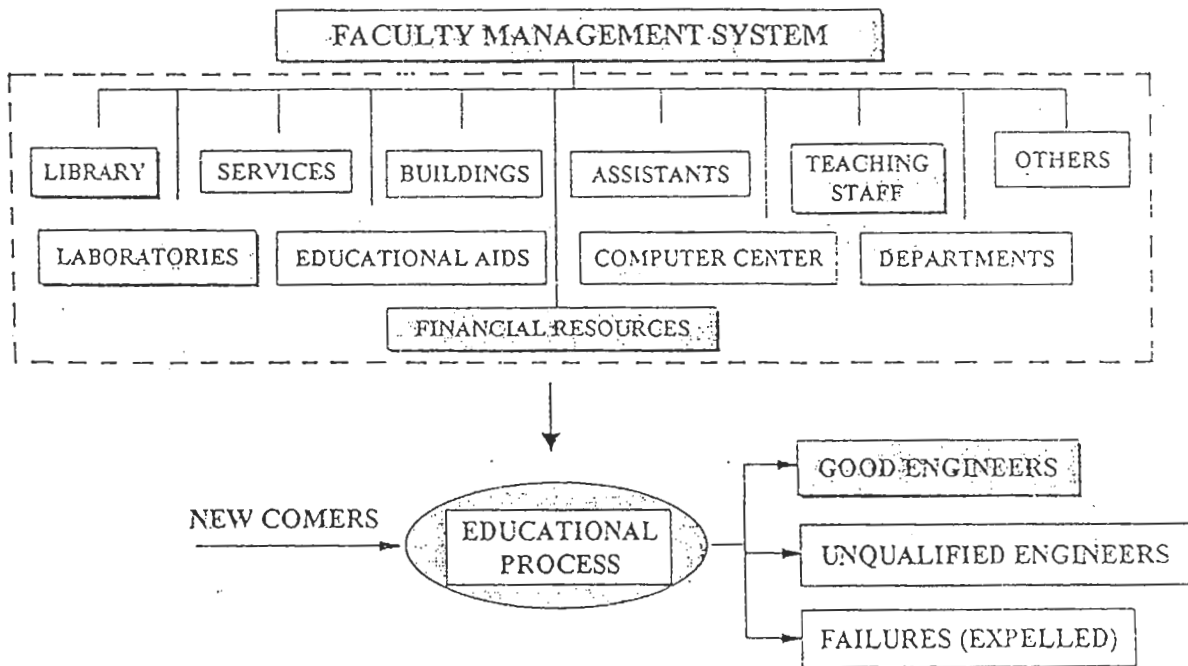 FACULTY MANAGEMENT SYSTEM
LIBRARY
SERVICES
BUILDINGS
ASSISTANTS
TEACHING
STAFF
OTHERS
LABORATORIES
EDUCATIONAL AIDS
COMPUTER CENTER
DEPARTMENTS
FINANCIAL RESOURCES
NEW COMERS
EDUCATIONAL
PROCESS
GOOD ENGINEERS
UNQUALIFIED ENGINEERS
FAILURES (EXPELLED)